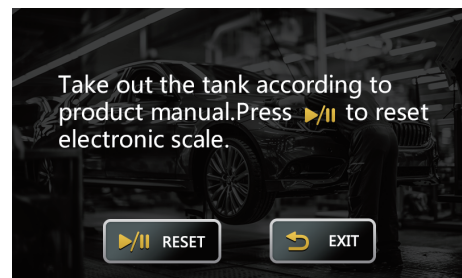 Take out the tank according to
product manual.Press ▶/II to reset
electronic scale.
▶/II RESET
EXIT